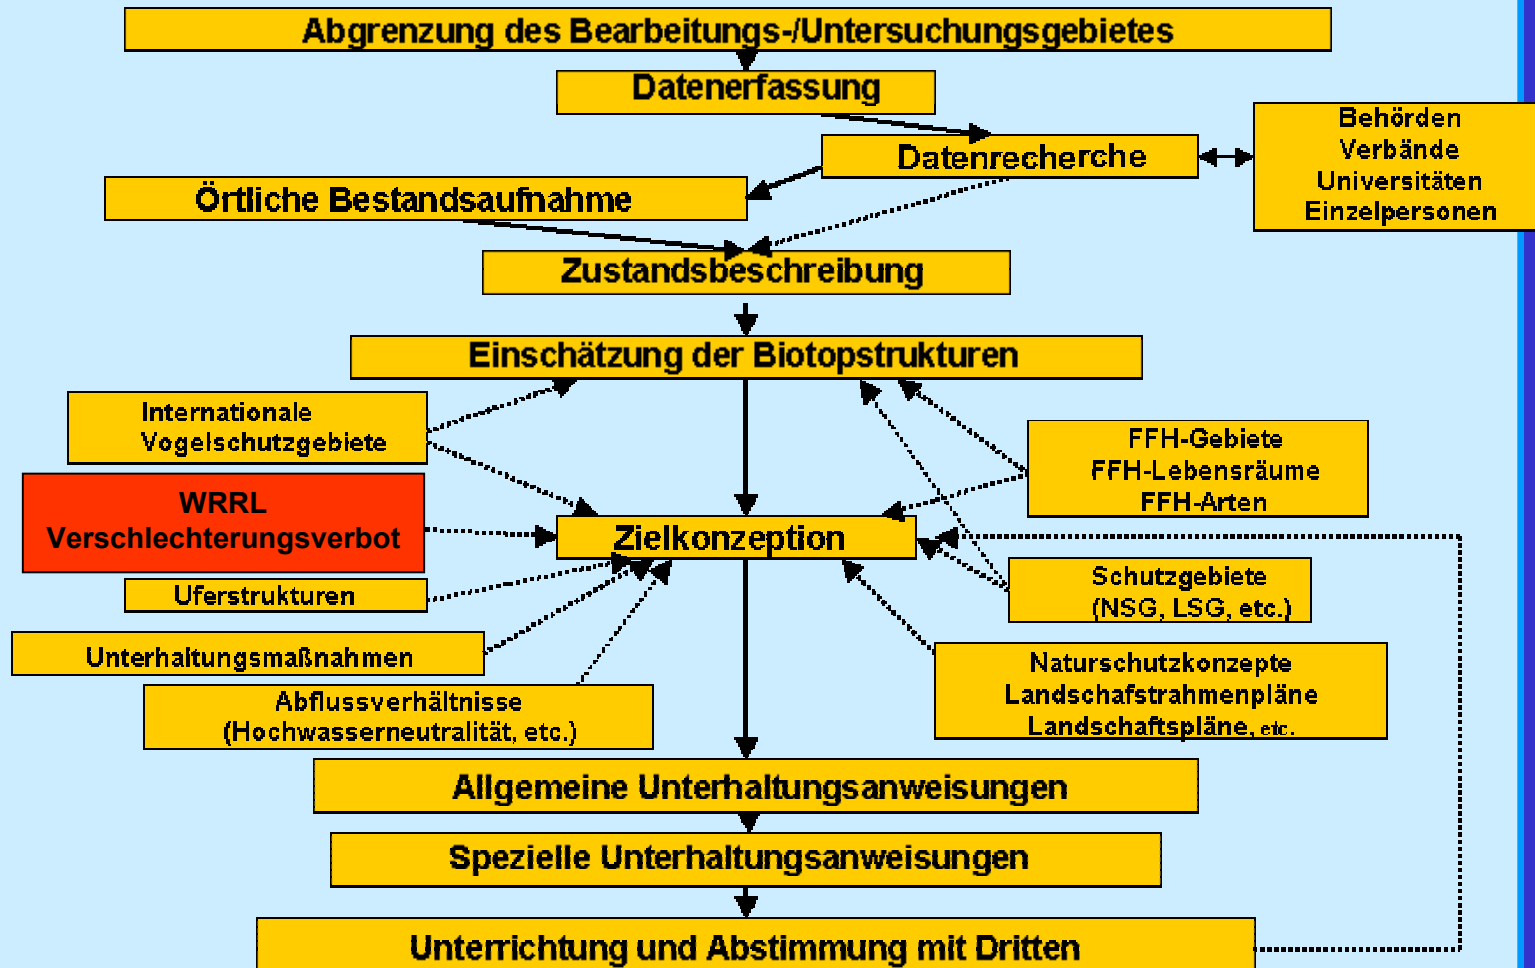 Abgrenzung des Bearbeitungs-/Untersuchungsgebietes
Datenerfassung
Datenrecherche
Behörden
Verbände
Universitäten
Einzelpersonen
Örtliche Bestandsaufnahme
Zustandsbeschreibung
Einschätzung der Biotopstrukturen
Internationale
Vogelschutzgebiete
FFH-Gebiete
FFH-Lebensräume
FFH-Arten
WRRL
Verschlechterungsverbot
Zielkonzeption
Uferstrukturen
Schutzgebiete
(NSG, LSG, etc.)
Unterhaltungsmaßnahmen
Naturschutzkonzepte
Landschafstrahmenpläne
Landschaftspläne, etc.
Abflussverhältnisse
(Hochwasserneutralität, etc.)
Allgemeine Unterhaltungsanweisungen
Spezielle Unterhaltungsanweisungen
Unterrichtung und Abstimmung mit Dritten